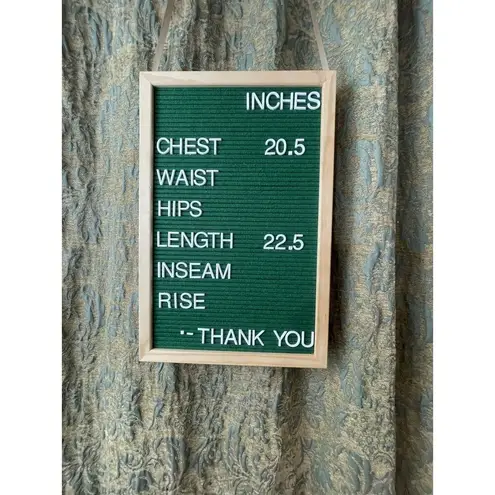 INCHES
CHEST 20.5
WAIST
HIPS
LENGTH 22.5
INSEAM
RISE
·-THANK YOU